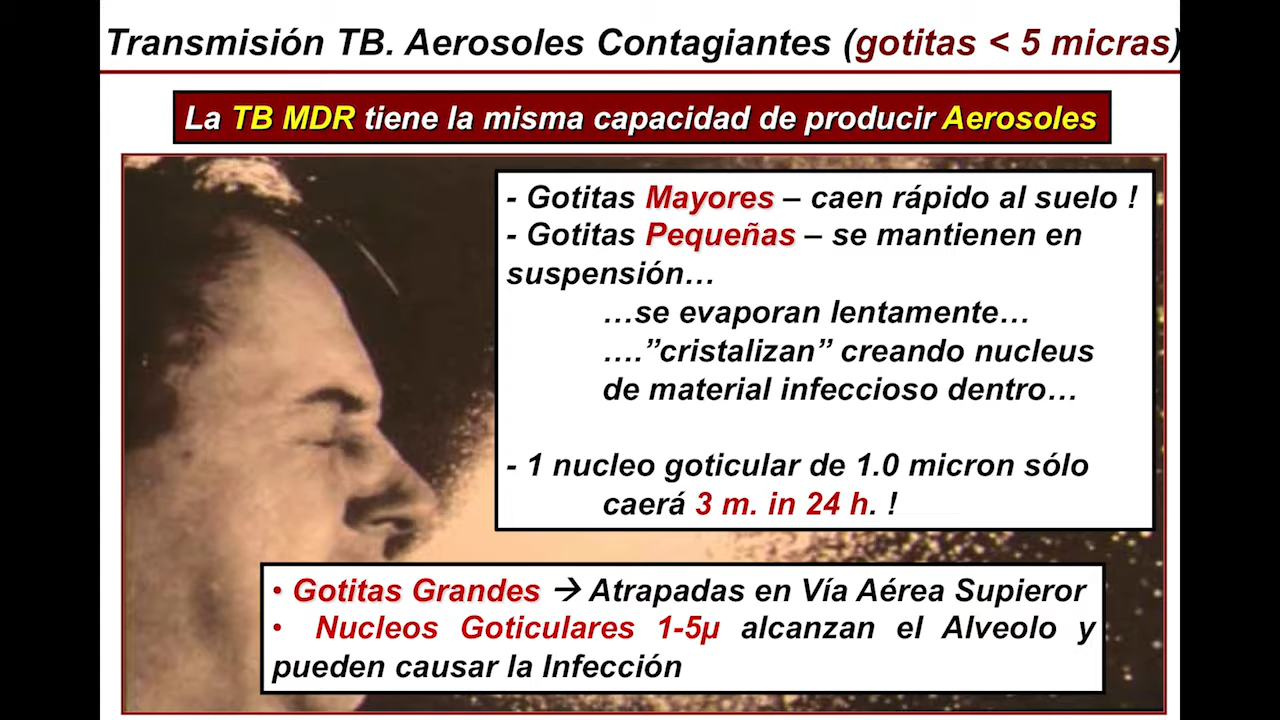 Transmisión TB. Aerosoles Contagiantes (gotitas < 5 micras)
La TB MDR tiene la misma capacidad de producir Aerosoles
- Gotitas Mayores – caen rápido al suelo !
- Gotitas Pequeñas – se mantienen en
suspensión…
…se evaporan lentamente…
….”cristalizan” creando nucleus
de material infeccioso dentro…
- 1 nucleo goticular de 1.0 micron sólo
caerá 3 m. in 24 h. !
• Gotitas Grandes → Atrapadas en Vía Aérea Supieror
• Nucleos Goticulares 1-5µ alcanzan el Alveolo y
pueden causar la Infección